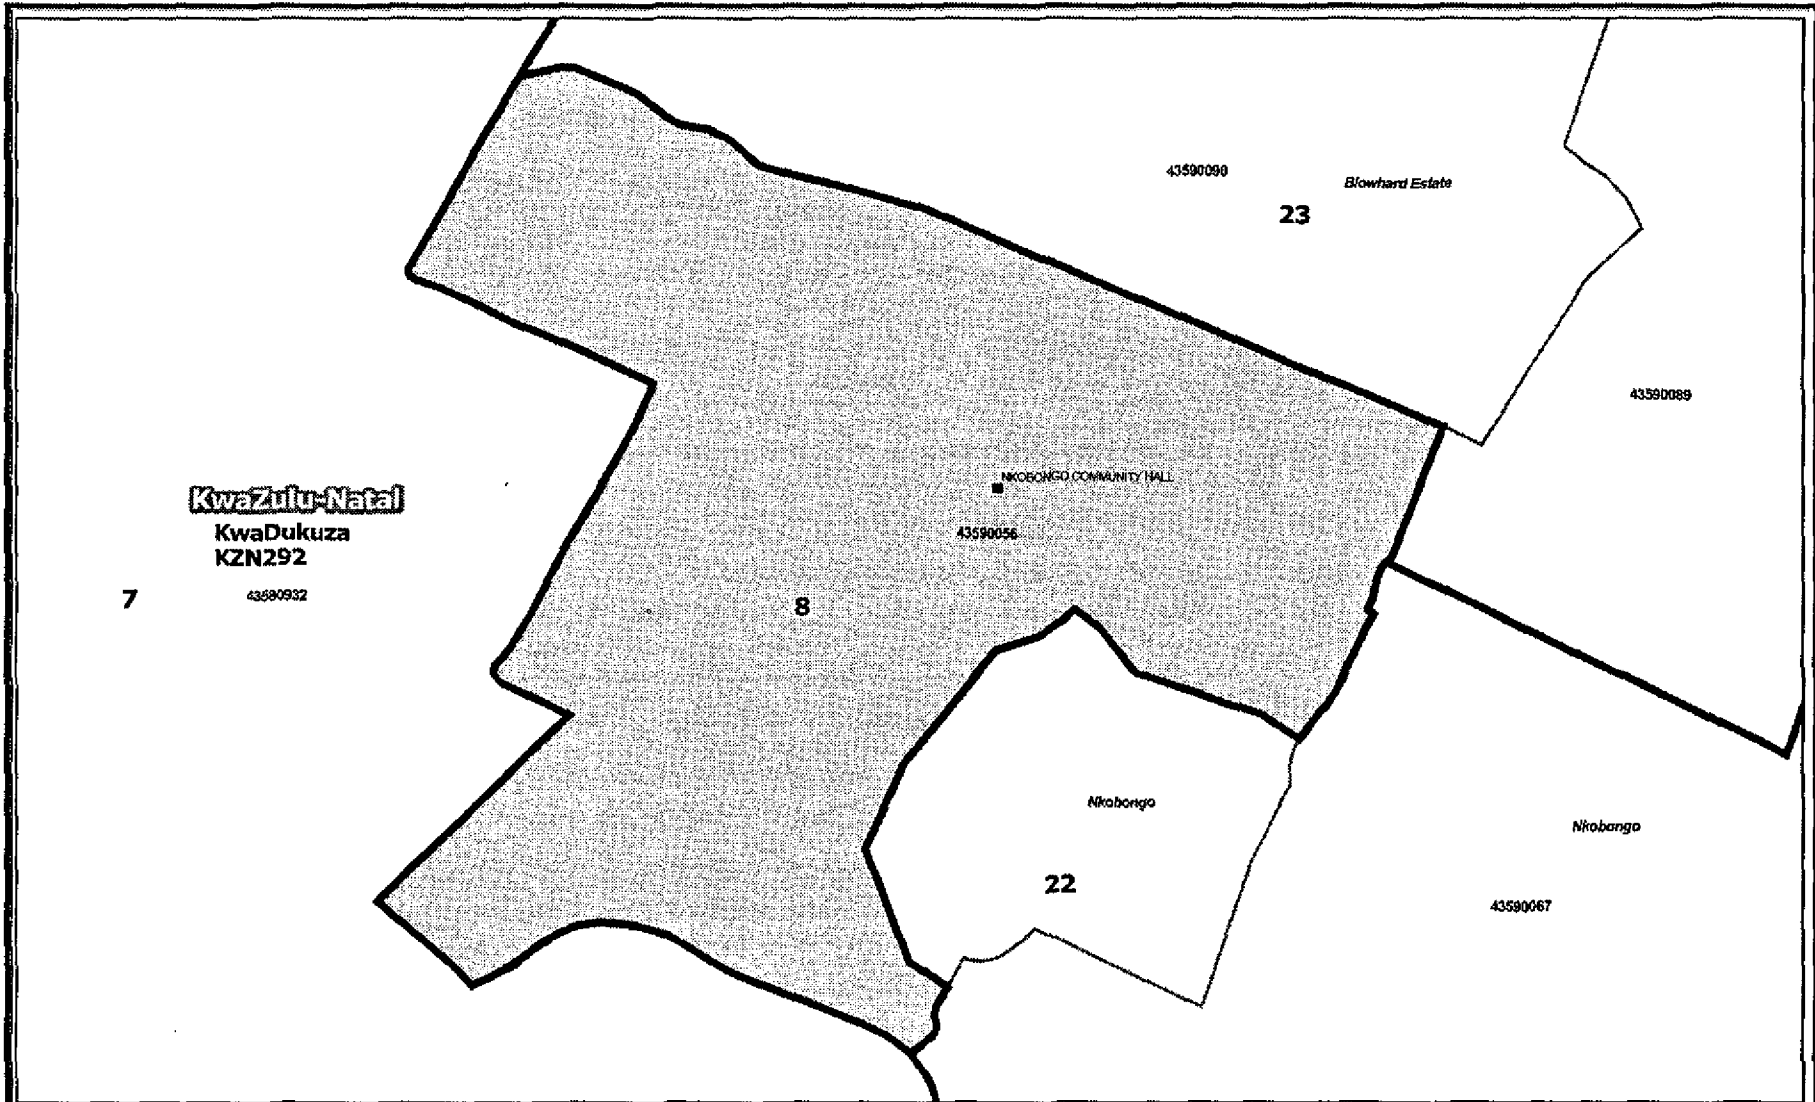 43590090
Blowhard Estate
23
43590089
NKOBONGO COMMUNITY HALL
43590056
KwaZulu-Natal
KwaDukuza
KZN292
7
43580932
8
Nkobongo
22
Nkobongo
43590067